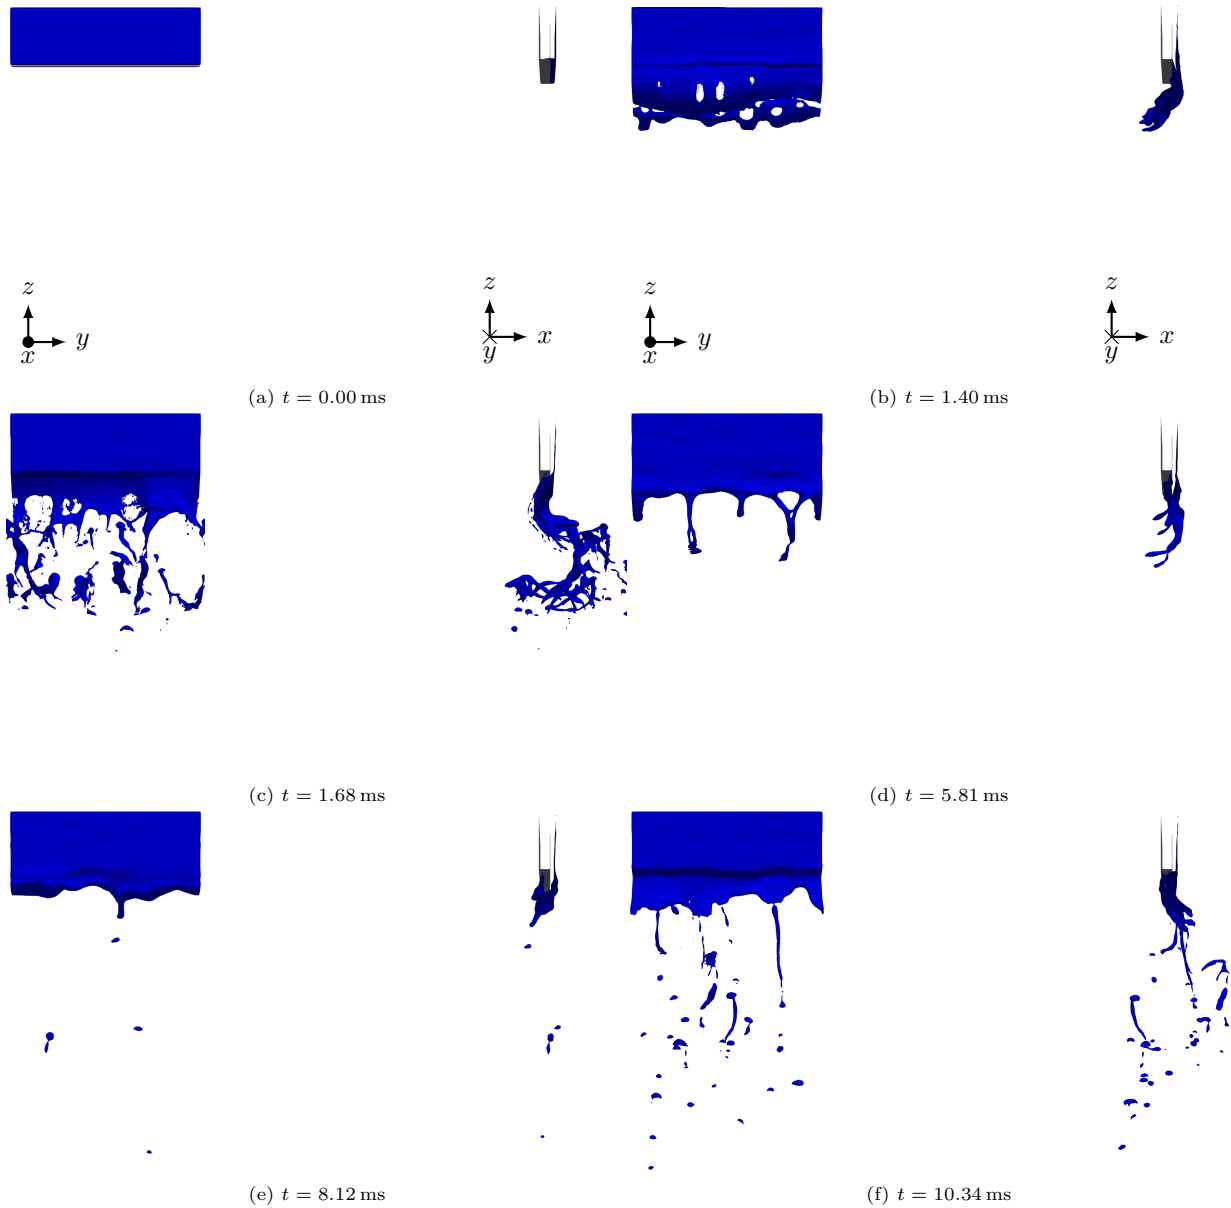 z
y
x
z
x
y
z
y
x
z
x
y
(a) t = 0.00 ms
(b) t = 1.40 ms
(c) t = 1.68 ms
(d) t = 5.81 ms
(e) t = 8.12 ms
(f) t = 10.34 ms